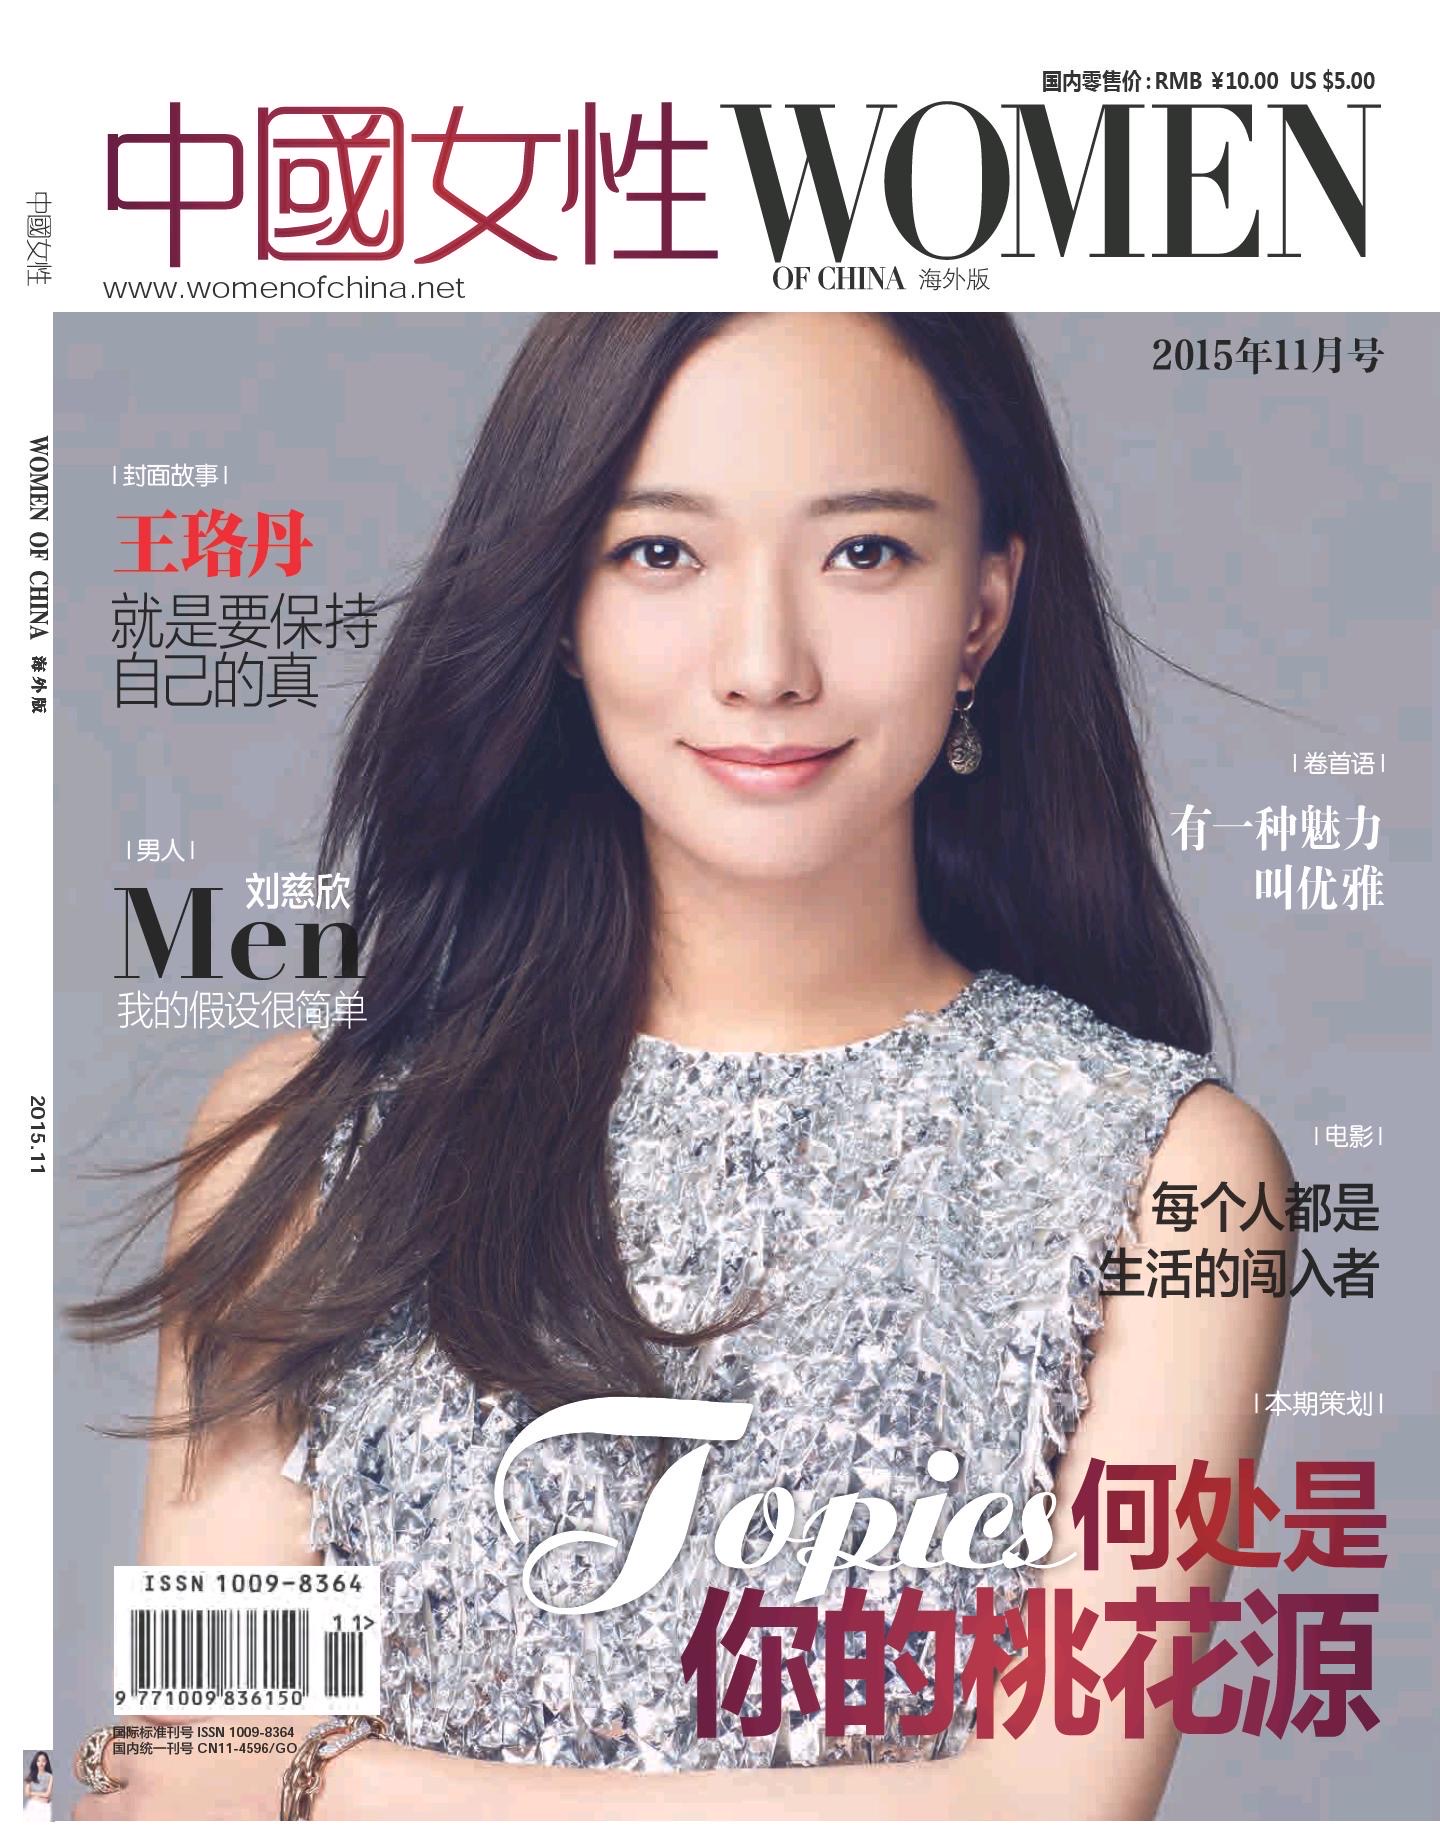 国内零售价:RMB ¥10.00 US $5.00
中國女性 WOMEN
OF CHINA 海外版
www.womenofchina.net
2015年11月号
中國女性
WOMEN OF CHINA 海外版
2015.11
|封面故事|
王珞丹
就是要保持
自己的真
|男人|
刘慈欣
Men
我的假设很简单
|卷首语|
有一种魅力
叫优雅
|电影|
每个人都是
生活的闯入者
|本期策划|
Topics 何处是
你的桃花源
ISSN 1009-8364
11>
9 771009 836150
国际标准刊号 ISSN 1009-8364
国内统一刊号 CN11-4596/GO